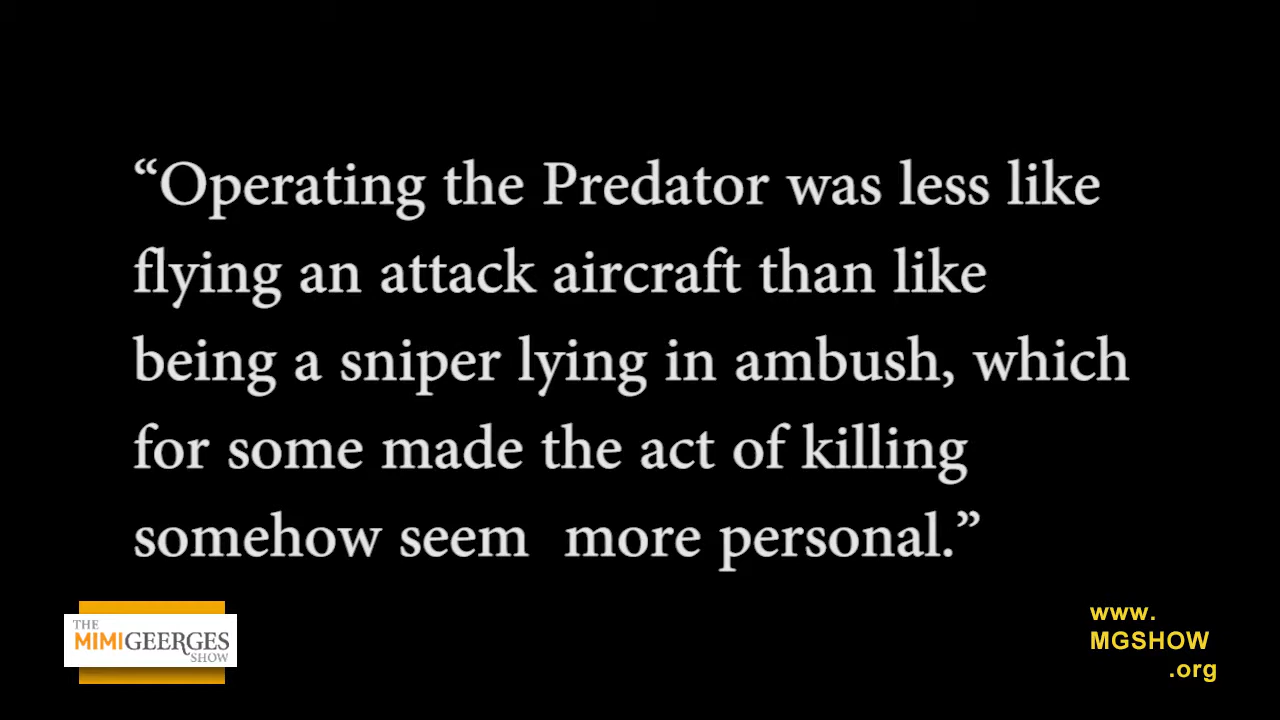 “Operating the Predator was less like
flying an attack aircraft than like
being a sniper lying in ambush, which
for some made the act of killing
somehow seem  more personal.”
THE
MIMIGEERGES
SHOW
www.
MGSHOW
.org